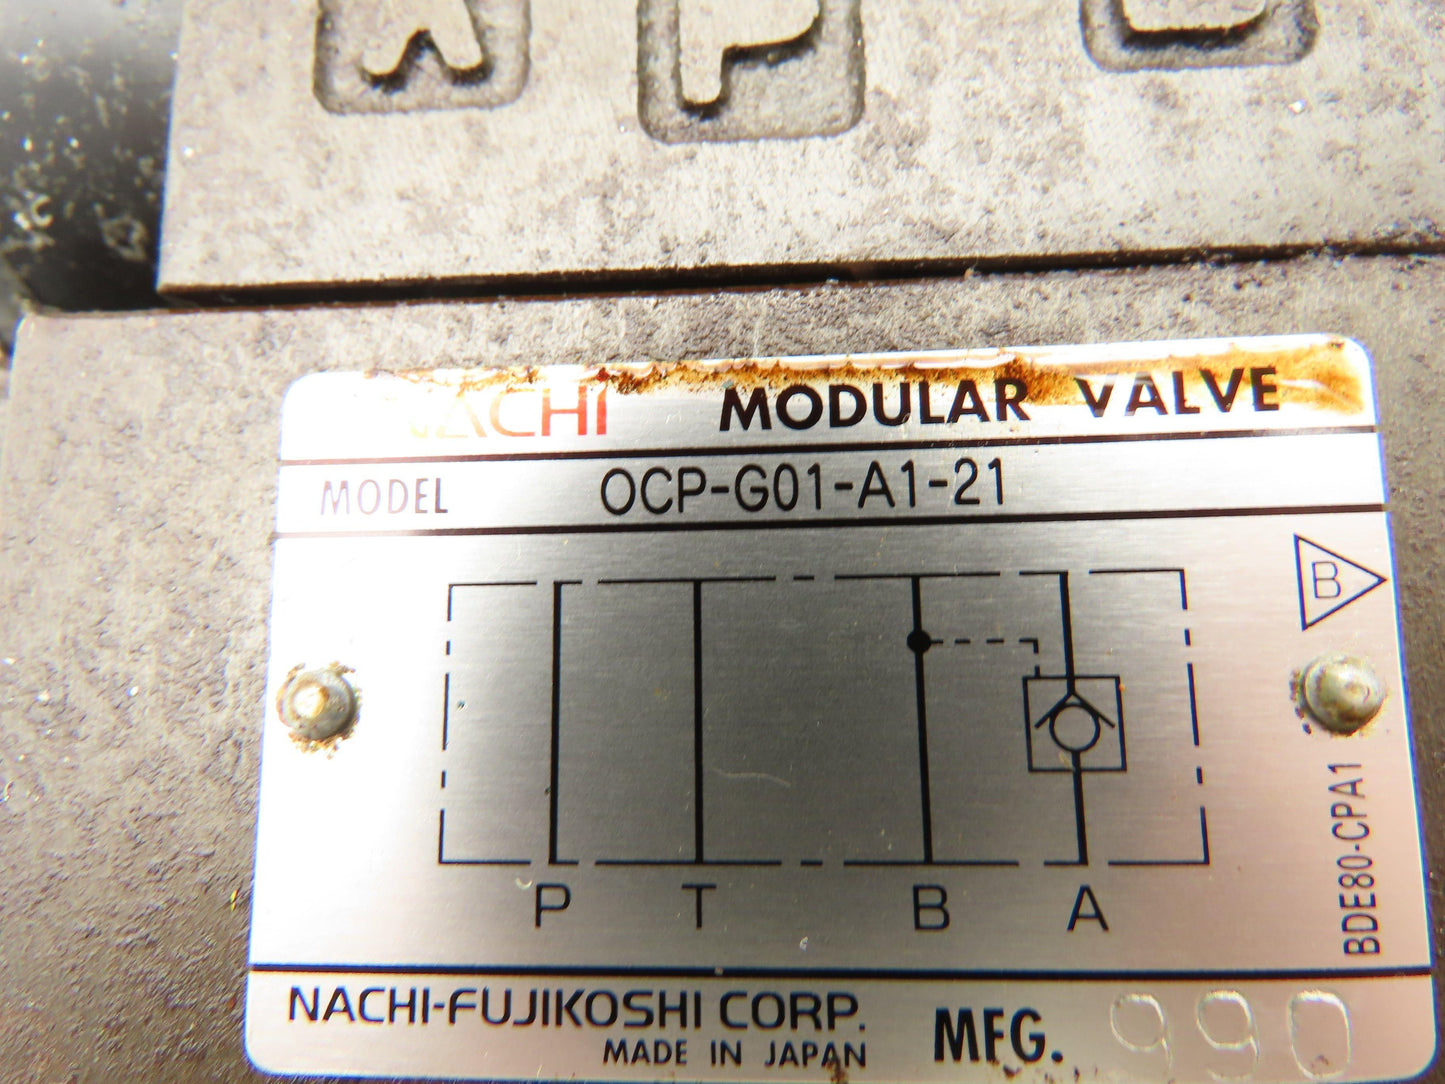 A P B
NACHI MODULAR VALVE
MODEL OCP-G01-A1-21
B
P T B A
BDE80-CPA1
NACHI-FUJIKOSHI CORP.
MADE IN JAPAN
MFG. 990